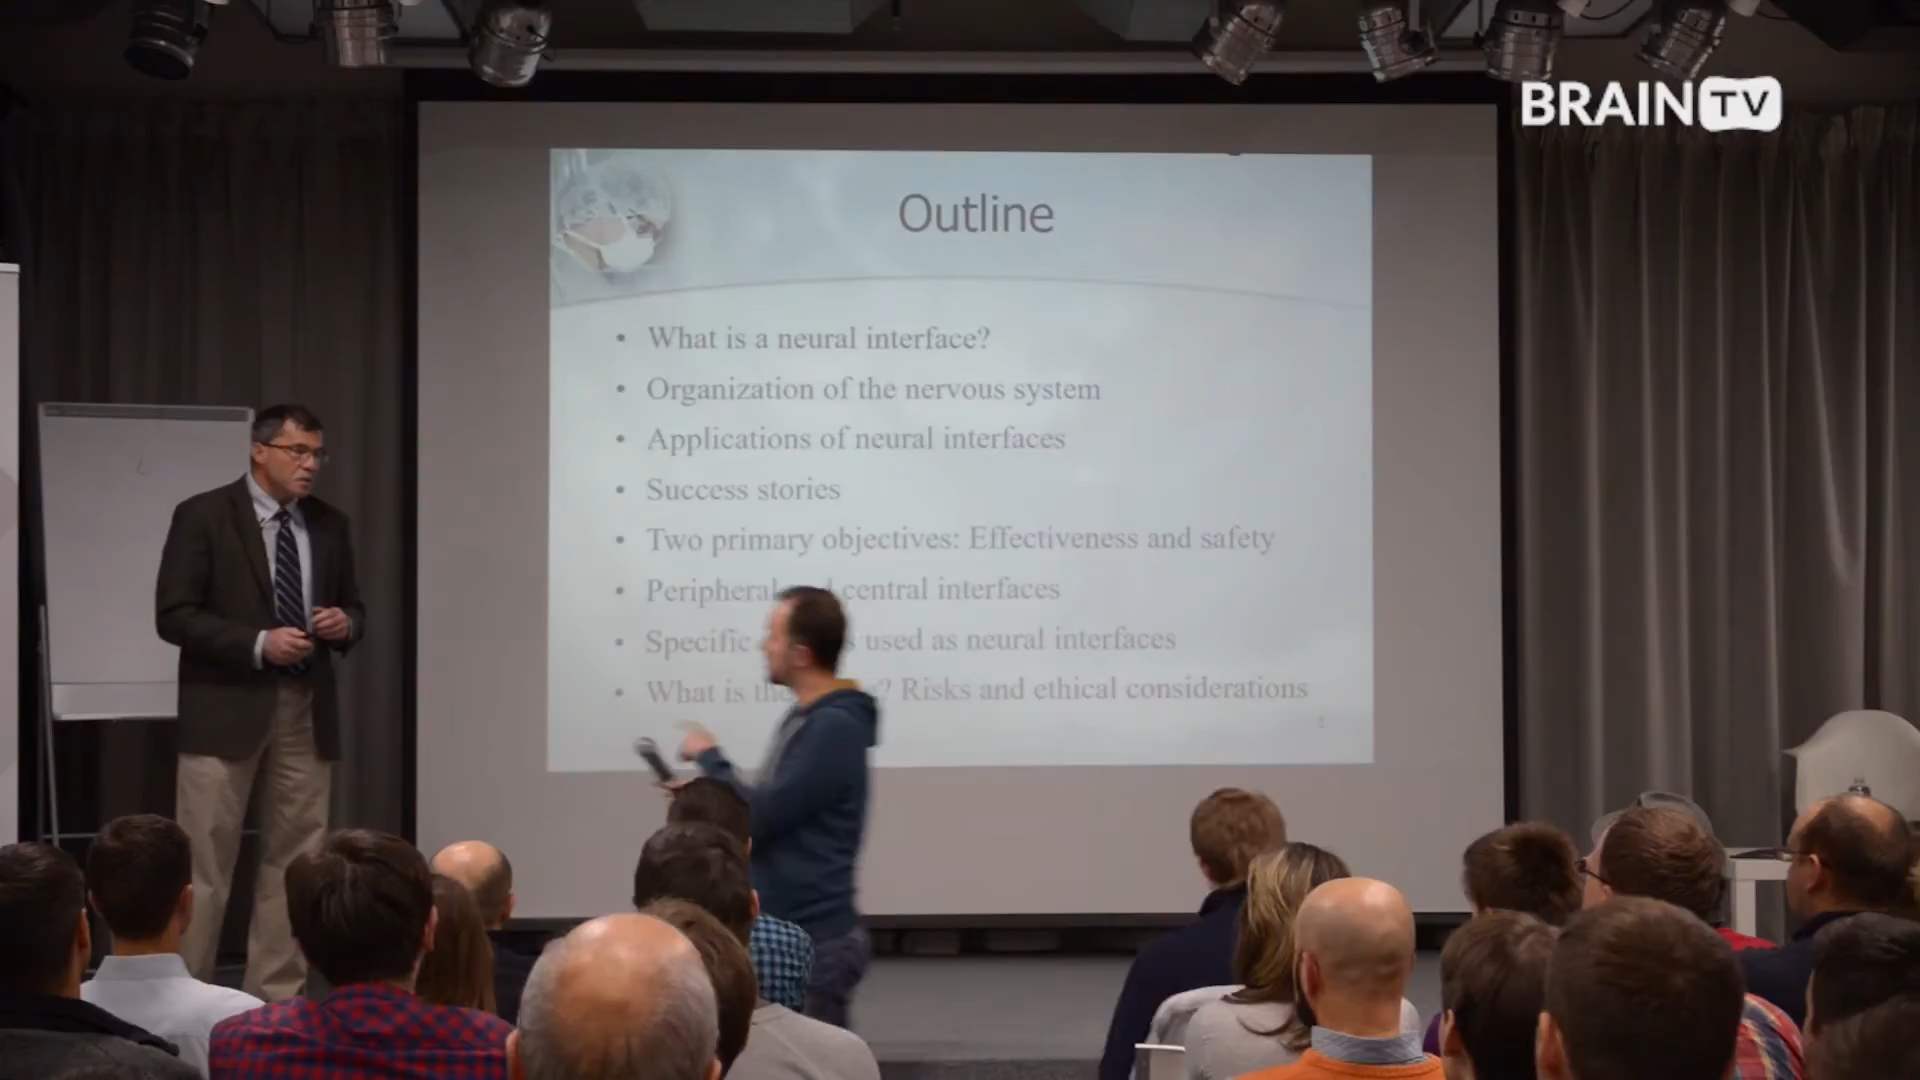 BRAIN TV
Outline
• What is a neural interface?
• Organization of the nervous system
• Applications of neural interfaces
• Success stories
• Two primary objectives: Effectiveness and safety
• Peripheral central interfaces
• Specific used as neural interfaces
• What is ? Risks and ethical considerations